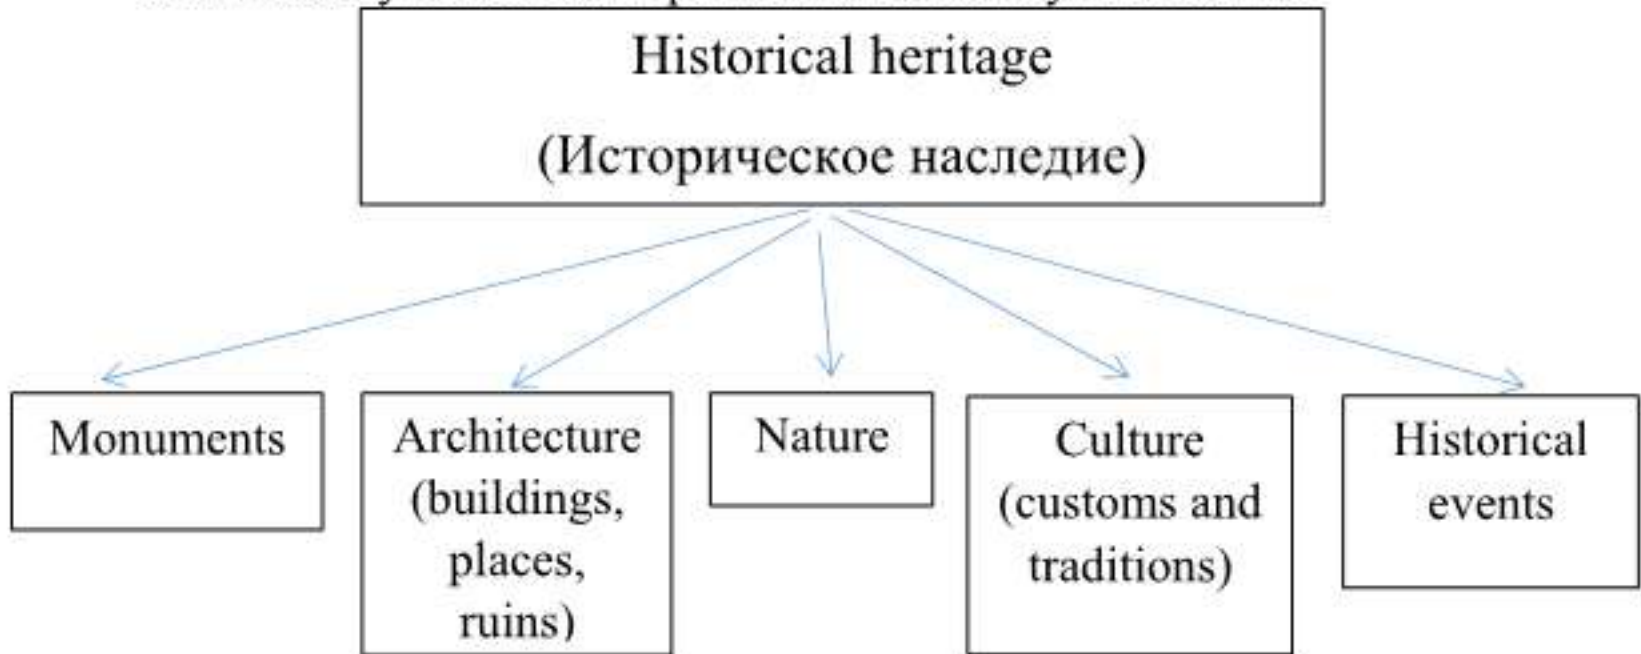 Historical heritage
(Историческое наследие)
Monuments
Architecture
(buildings,
places,
ruins)
Nature
Culture
(customs and
traditions)
Historical
events